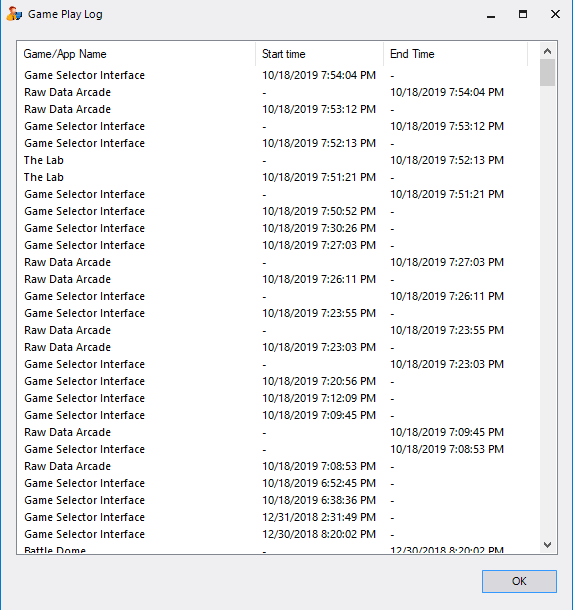 Game Play Log
Game/App Name Start time End Time
Game Selector Interface 10/18/2019 7:54:04 PM -
Raw Data Arcade - 10/18/2019 7:54:04 PM
Raw Data Arcade 10/18/2019 7:53:12 PM -
Game Selector Interface - 10/18/2019 7:53:12 PM
Game Selector Interface 10/18/2019 7:52:13 PM -
The Lab - 10/18/2019 7:52:13 PM
The Lab 10/18/2019 7:51:21 PM -
Game Selector Interface - 10/18/2019 7:51:21 PM
Game Selector Interface 10/18/2019 7:50:52 PM -
Game Selector Interface 10/18/2019 7:30:26 PM -
Game Selector Interface 10/18/2019 7:27:03 PM -
Raw Data Arcade - 10/18/2019 7:27:03 PM
Raw Data Arcade 10/18/2019 7:26:11 PM -
Game Selector Interface - 10/18/2019 7:26:11 PM
Game Selector Interface 10/18/2019 7:23:55 PM -
Raw Data Arcade - 10/18/2019 7:23:55 PM
Raw Data Arcade 10/18/2019 7:23:03 PM -
Game Selector Interface - 10/18/2019 7:23:03 PM
Game Selector Interface 10/18/2019 7:20:56 PM -
Game Selector Interface 10/18/2019 7:12:09 PM -
Game Selector Interface 10/18/2019 7:09:45 PM -
Raw Data Arcade - 10/18/2019 7:09:45 PM
Game Selector Interface - 10/18/2019 7:08:53 PM
Raw Data Arcade 10/18/2019 7:08:53 PM -
Game Selector Interface 10/18/2019 6:52:45 PM -
Game Selector Interface 10/18/2019 6:38:36 PM -
Game Selector Interface 12/31/2018 2:31:49 PM -
Game Selector Interface 12/30/2018 8:20:02 PM -
Battle Dome - 12/30/2018 8:20:02 PM
OK